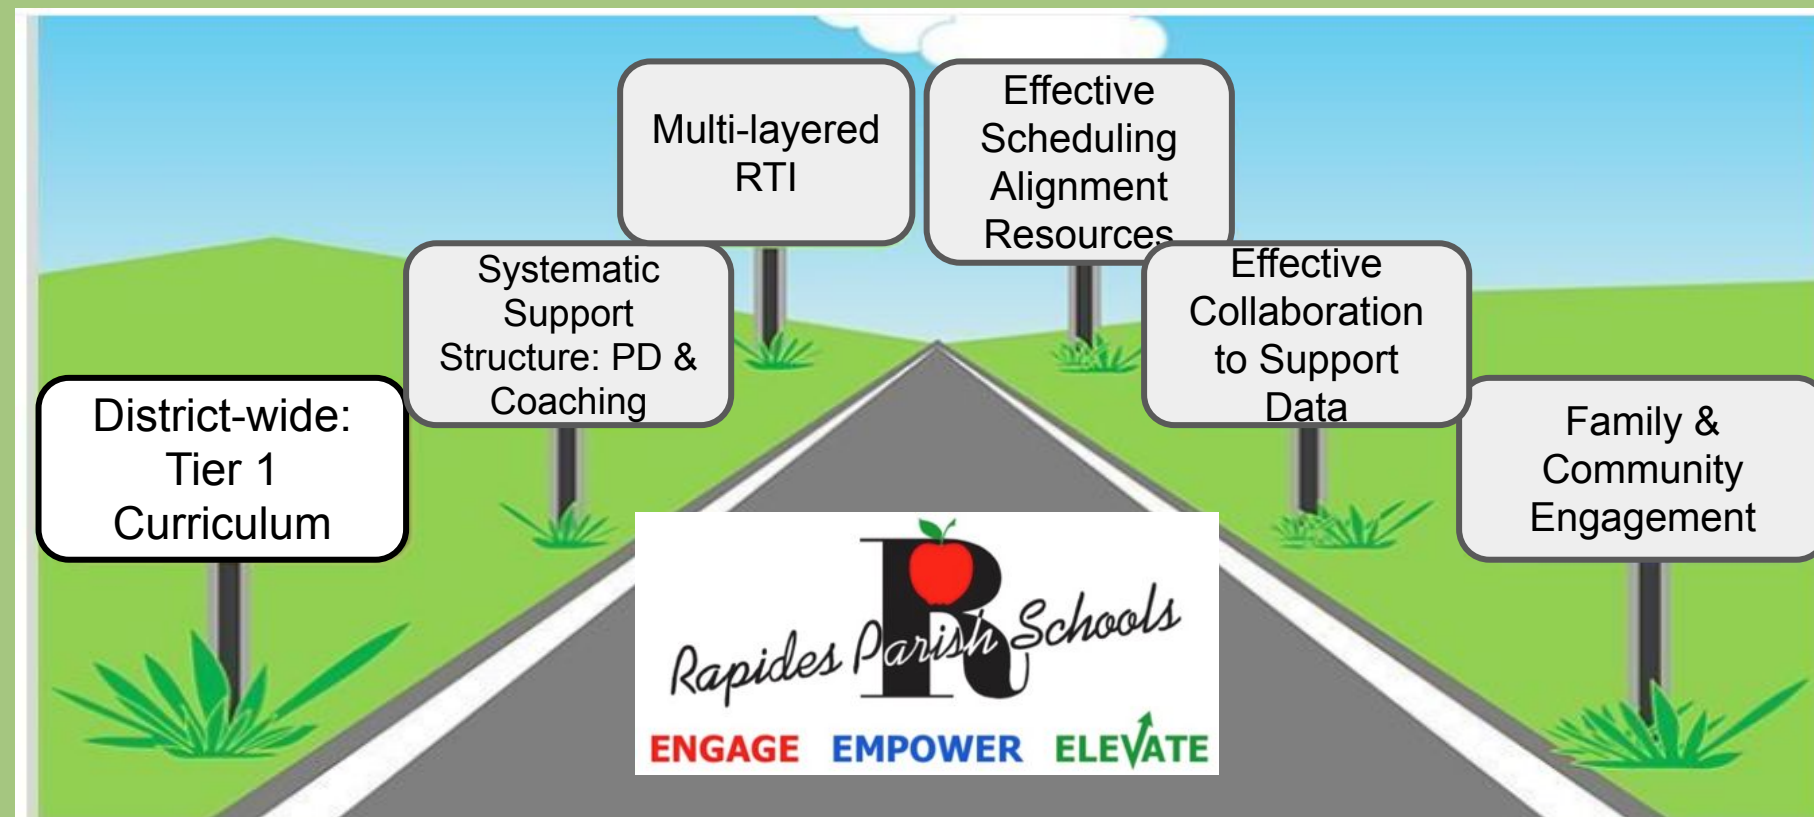 District-wide:
Tier 1
Curriculum
Systematic
Support
Structure: PD &
Coaching
Multi-layered
RTI
Effective
Scheduling
Alignment
Resources
Effective
Collaboration
to Support
Data
Family &
Community
Engagement
R
Rapides Parish Schools
ENGAGE EMPOWER ELEVATE